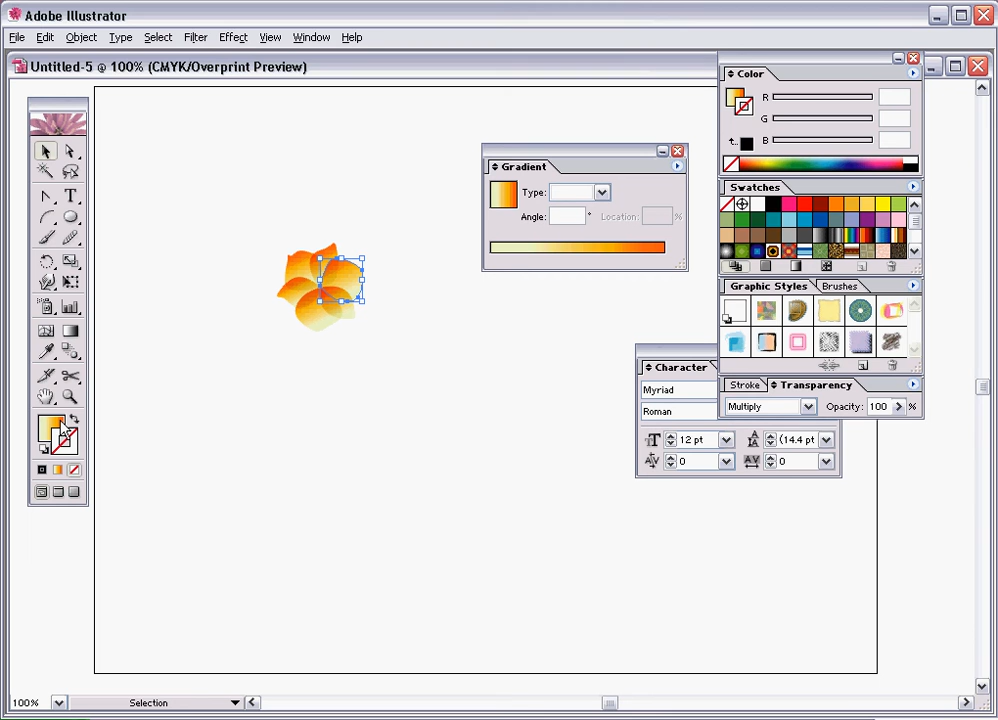 Adobe Illustrator
File Edit Object Type Select Filter Effect View Window Help
Untitled-5 @ 100% (CMYK/Overprint Preview)
Color
R
G
B
Gradient
Type:
Angle: ° Location: %
Swatches
Graphic Styles Brushes
Character
Myriad
Roman
Stroke Transparency
Multiply Opacity: 100 %
12 pt (14.4 pt
0 0
100% Selection